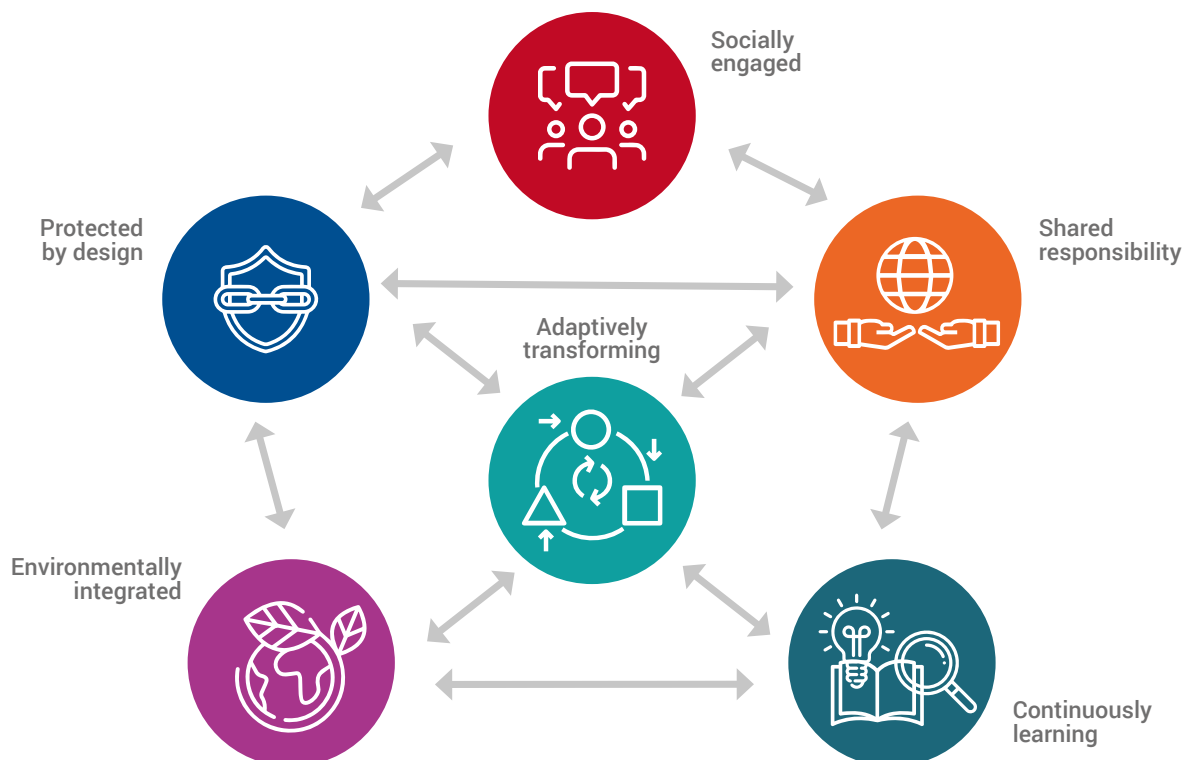 Socially
engaged
Protected
by design
Shared
responsibility
Adaptively
transforming
Environmentally
integrated
Continuously
learning